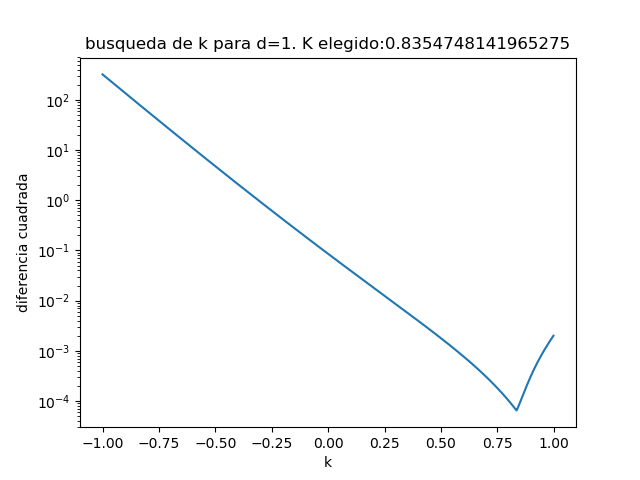 busqueda de k para d=1. K elegido:0.8354748141965275
diferencia cuadrada
10²
10¹
10⁰
10⁻¹
10⁻²
10⁻³
10⁻⁴
−1.00 −0.75 −0.50 −0.25 0.00 0.25 0.50 0.75 1.00
k